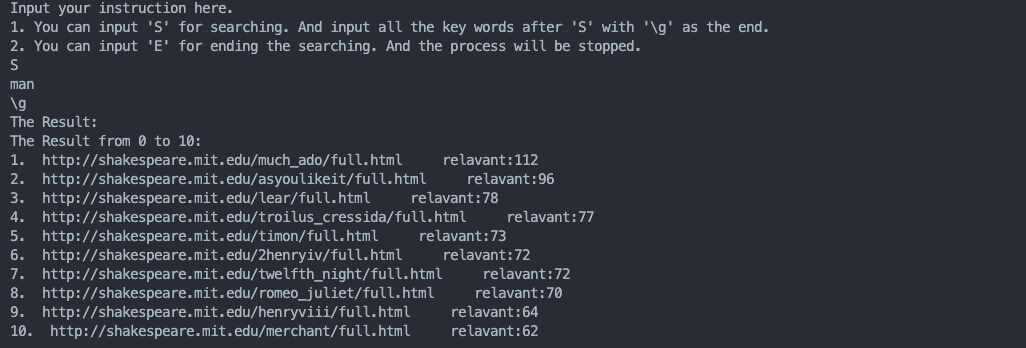 Input your instruction here.
1. You can input 'S' for searching. And input all the key words after 'S' with '\g' as the end.
2. You can input 'E' for ending the searching. And the process will be stopped.
S
man
\g
The Result:
The Result from 0 to 10:
1.  http://shakespeare.mit.edu/much_ado/full.html     relavant:112
2.  http://shakespeare.mit.edu/asyoulikeit/full.html     relavant:96
3.  http://shakespeare.mit.edu/lear/full.html     relavant:78
4.  http://shakespeare.mit.edu/troilus_cressida/full.html     relavant:77
5.  http://shakespeare.mit.edu/timon/full.html     relavant:73
6.  http://shakespeare.mit.edu/2henryiv/full.html     relavant:72
7.  http://shakespeare.mit.edu/twelfth_night/full.html     relavant:72
8.  http://shakespeare.mit.edu/romeo_juliet/full.html     relavant:70
9.  http://shakespeare.mit.edu/henryviii/full.html     relavant:64
10.  http://shakespeare.mit.edu/merchant/full.html     relavant:62